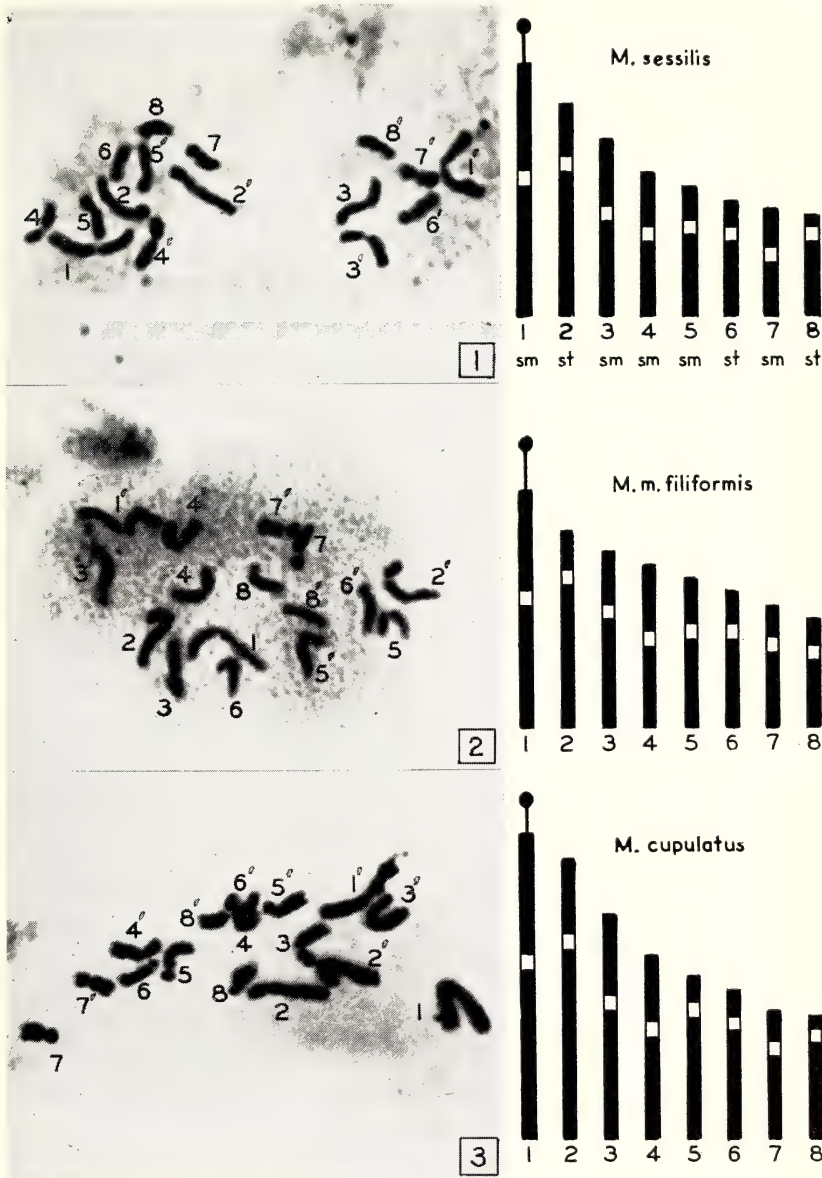 8
6 5′ 7 8′ 7′ 1′
2 2′ 3 6′
4 5 4′
1 3′
1
M. sessilis
1 2 3 4 5 6 7 8
sm st sm sm sm st sm st
1′ 4′ 7′
7
3 4 8 8′ 6′ 2′
2 1 5′ 5
3 6
2
M. m. filiformis
1 2 3 4 5 6 7 8
6′ 5′ 1′ 3′
8′ 4 3
4′ 2′
7′ 6 5 8 2 1
7
3
M. cupulatus
1 2 3 4 5 6 7 8